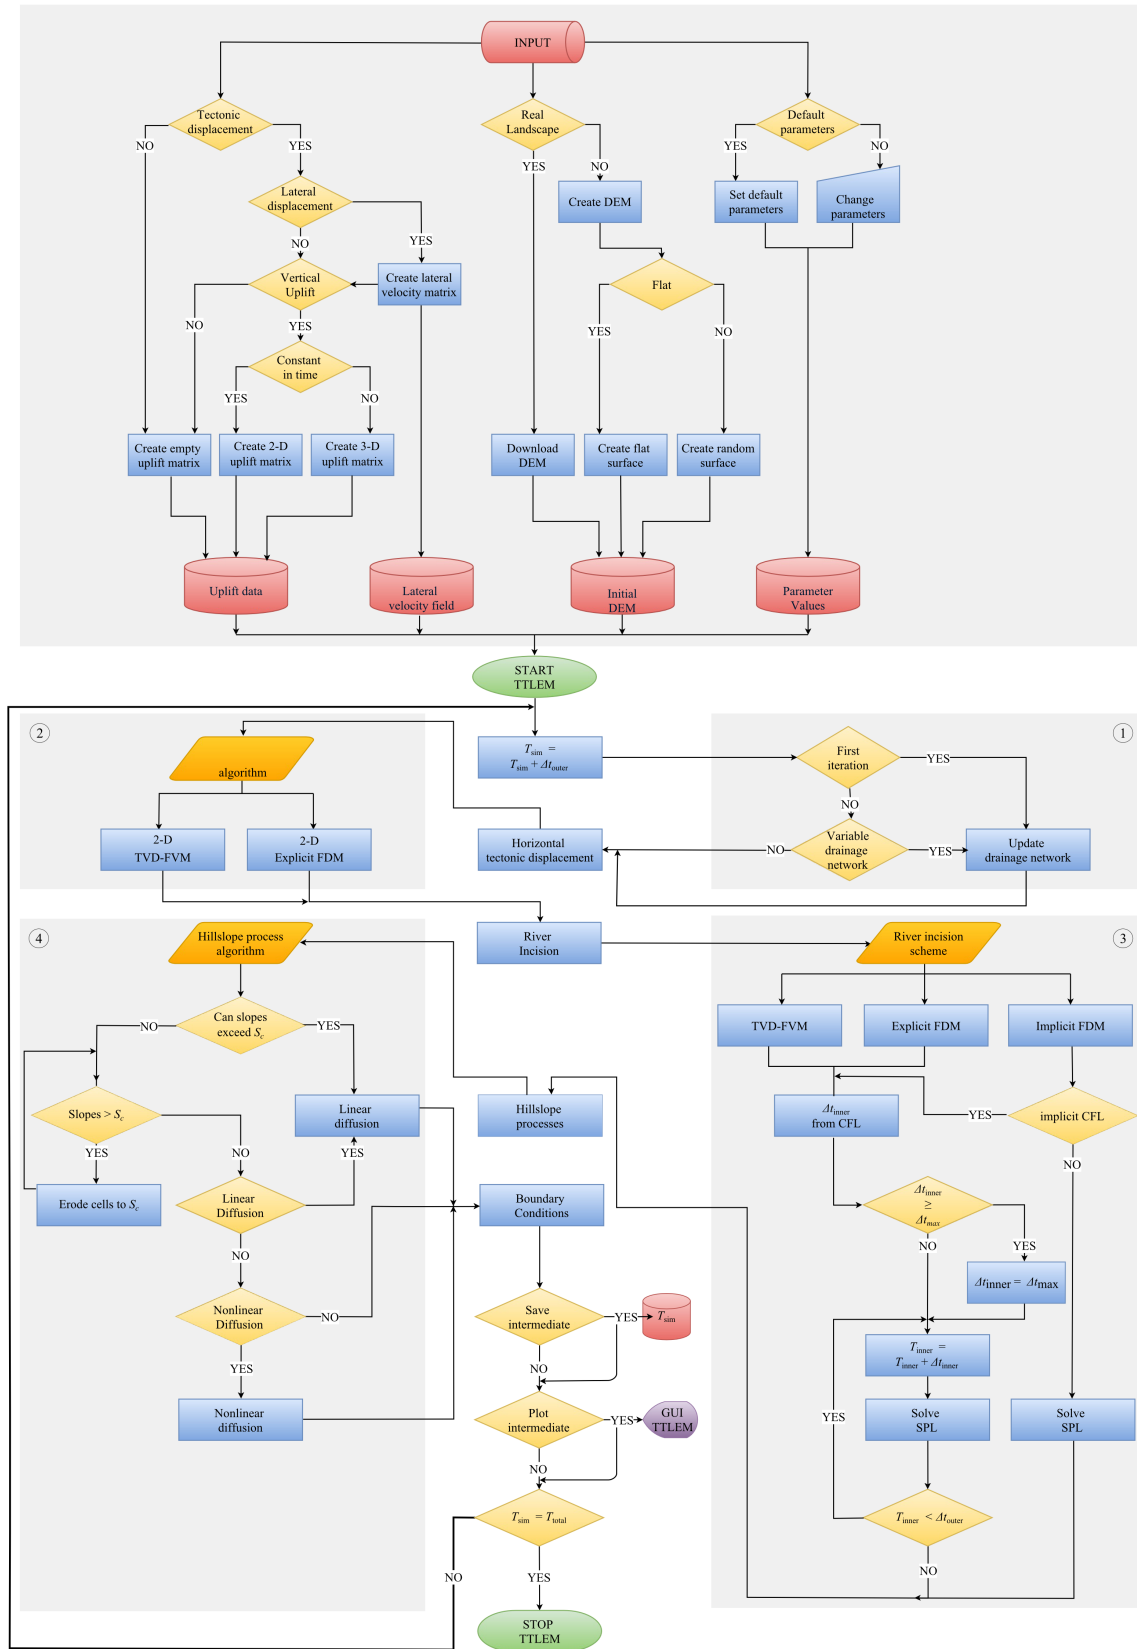 INPUT
Tectonic
displacement
Real
Landscape
Default
parameters
NO
YES
YES
NO
YES
NO
Lateral
displacement
Create DEM
Set default
parameters
Change
parameters
NO
YES
Vertical
Uplift
Create lateral
velocity matrix
Flat
NO
YES
YES
NO
Constant
in time
YES
NO
Create empty
uplift matrix
Create 2-D
uplift matrix
Create 3-D
uplift matrix
Download
DEM
Create flat
surface
Create random
surface
Uplift data
Lateral
velocity field
Initial
DEM
Parameter
Values
START
TTLEM
2
algorithm
2-D
TVD-FVM
2-D
Explicit FDM
Tsim =
Tsim + Δtouter
Horizontal
tectonic displacement
1
First
iteration
YES
NO
Variable
drainage
network
NO
YES
Update
drainage network
River
Incision
3
River incision
scheme
TVD-FVM
Explicit FDM
Implicit FDM
Δtinner
from CFL
YES
implicit CFL
NO
Δtinner
≥
Δtmax
NO
YES
Δtinner = Δtmax
Tinner =
Tinner + Δtinner
YES
Solve
SPL
Solve
SPL
Tinner < Δtouter
NO
4
Hillslope process
algorithm
Can slopes
exceed Sc
NO
YES
Slopes > Sc
Linear
diffusion
YES
NO
YES
Erode cells to Sc
Linear
Diffusion
NO
Nonlinear
Diffusion
NO
YES
Nonlinear
diffusion
Hillslope
processes
Boundary
Conditions
Save
intermediate
YES
Tsim
NO
Plot
intermediate
YES
GUI
TTLEM
NO
Tsim = Ttotal
NO
YES
STOP
TTLEM